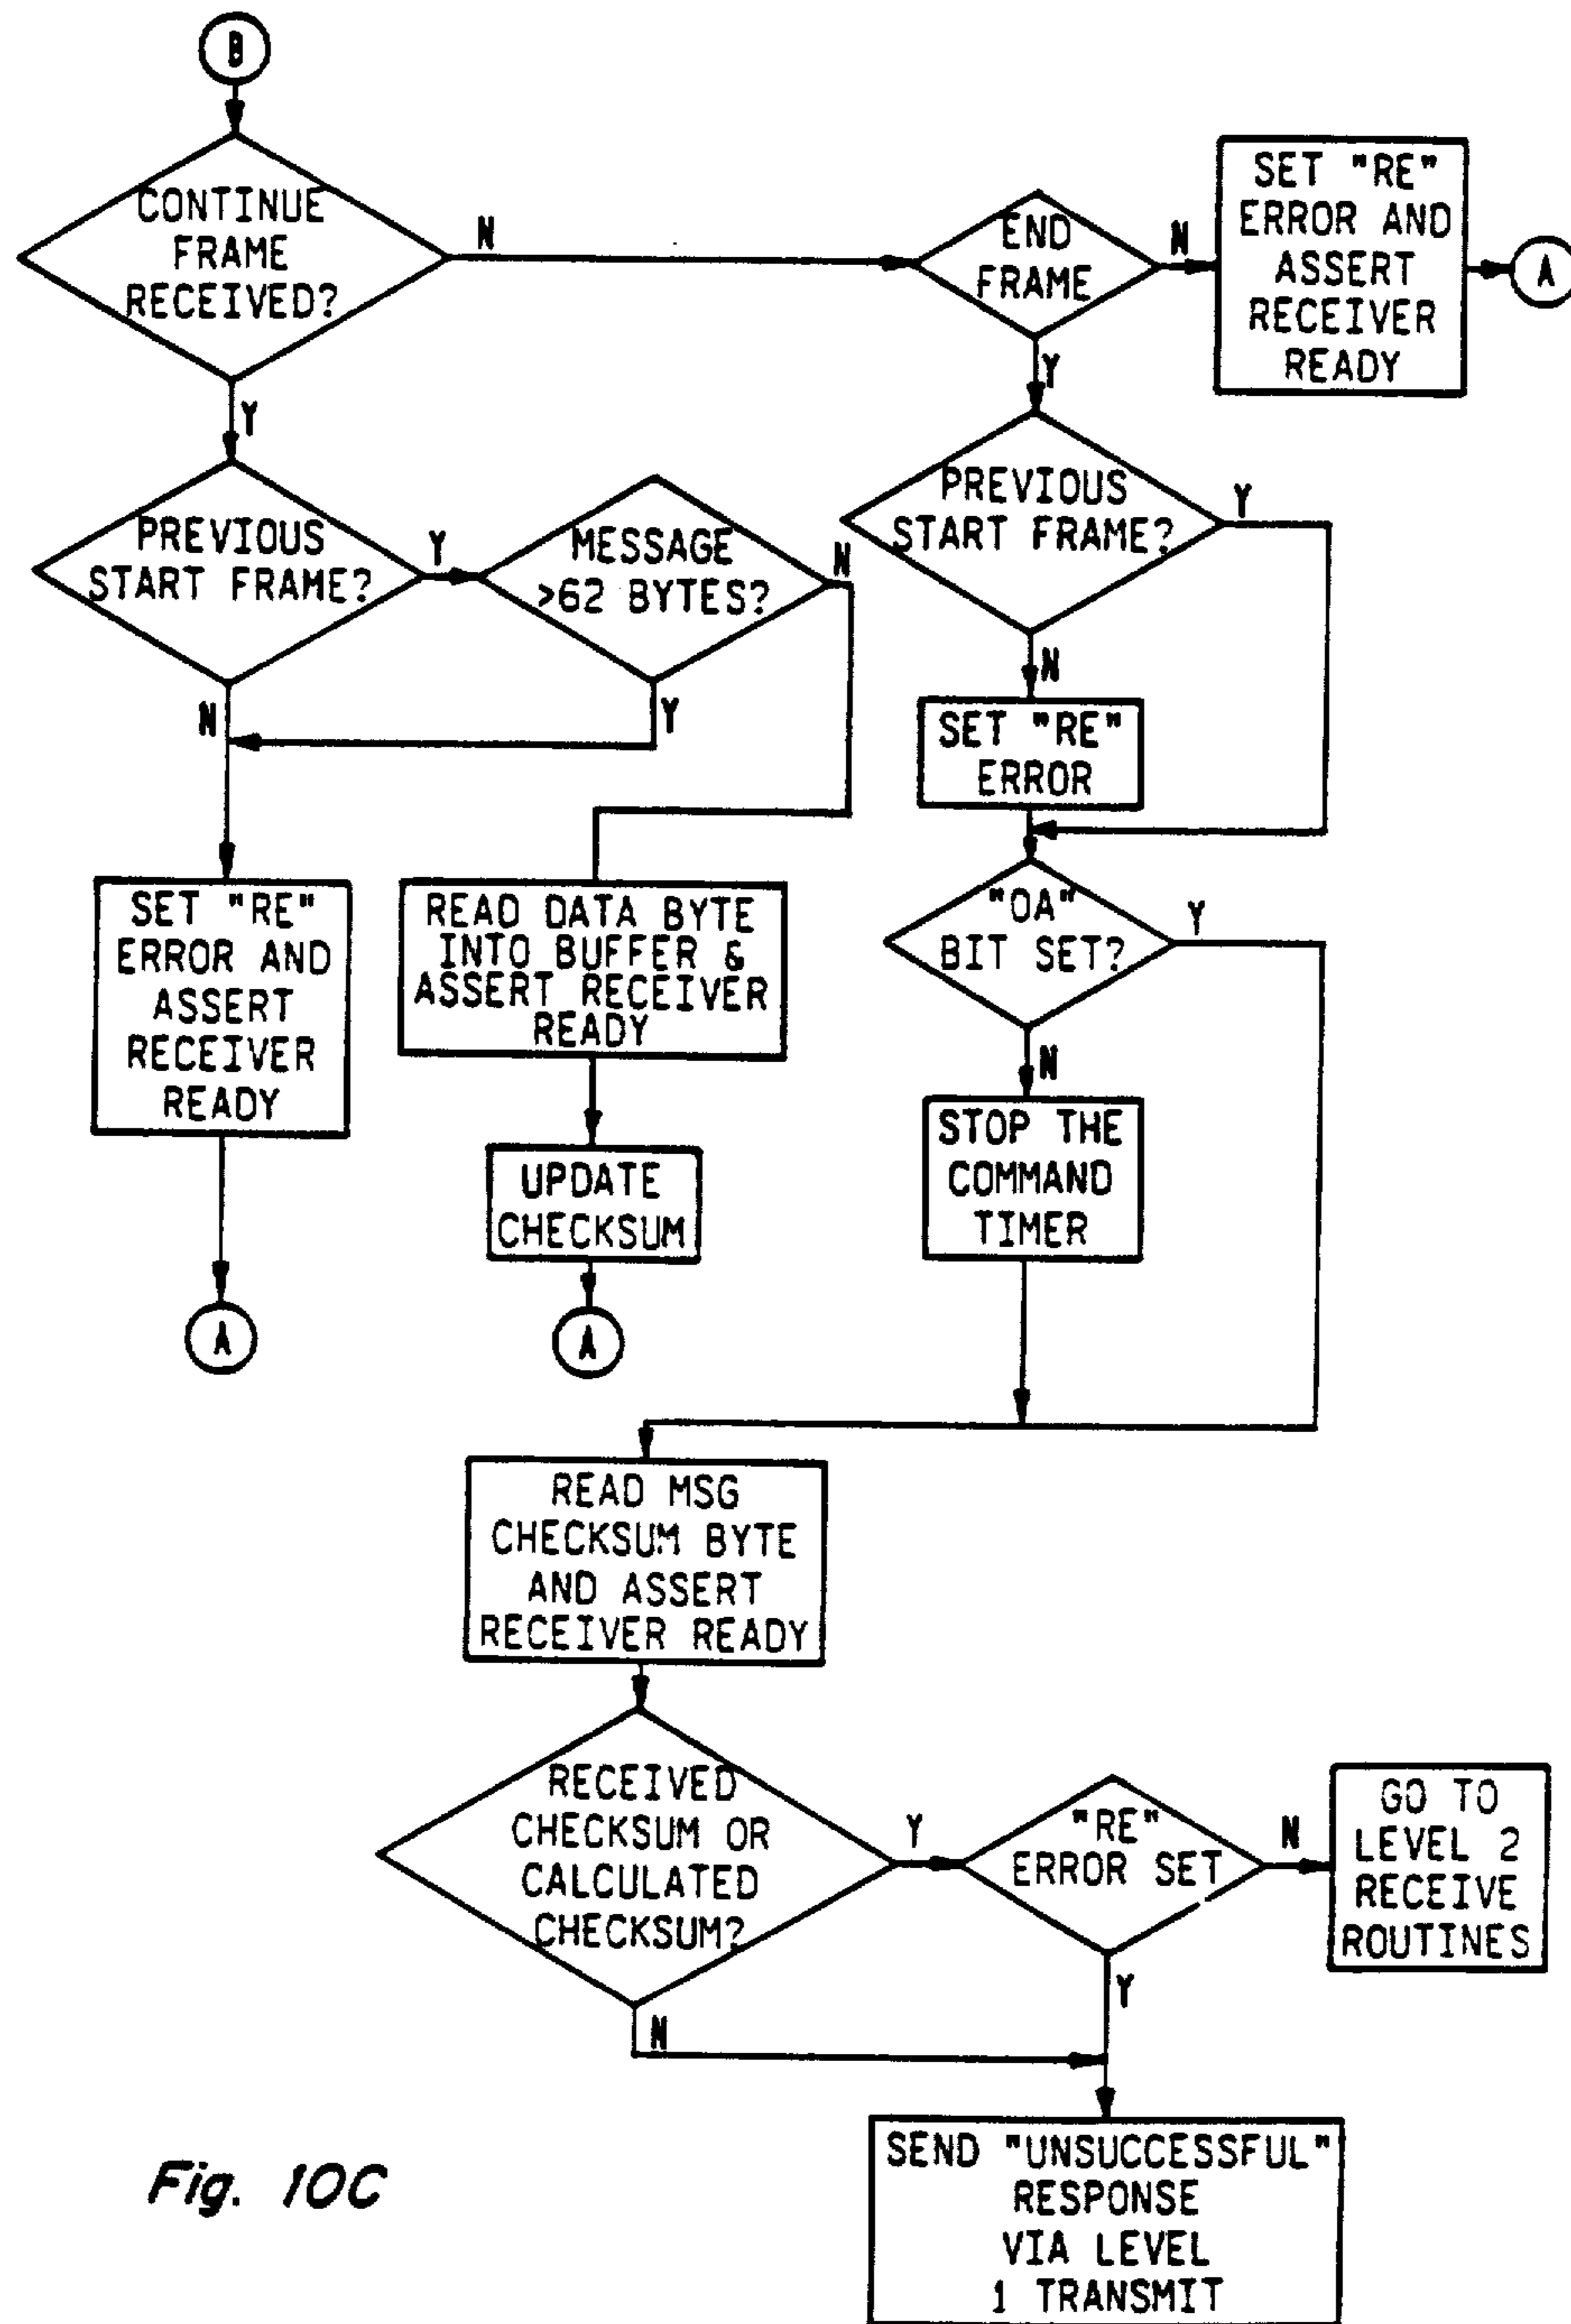 B
CONTINUE
FRAME
RECEIVED?
N
Y
END
FRAME
N
Y
SET "RE"
ERROR AND
ASSERT
RECEIVER
READY
A
PREVIOUS
START FRAME?
Y
N
MESSAGE
>62 BYTES?
N
Y
PREVIOUS
START FRAME?
Y
N
SET "RE"
ERROR
SET "RE"
ERROR AND
ASSERT
RECEIVER
READY
A
READ DATA BYTE
INTO BUFFER &
ASSERT RECEIVER
READY
UPDATE
CHECKSUM
A
"OA"
BIT SET?
Y
N
STOP THE
COMMAND
TIMER
READ MSG
CHECKSUM BYTE
AND ASSERT
RECEIVER READY
RECEIVED
CHECKSUM OR
CALCULATED
CHECKSUM?
Y
N
"RE"
ERROR SET
N
Y
GO TO
LEVEL 2
RECEIVE
ROUTINES
SEND "UNSUCCESSFUL"
RESPONSE
VIA LEVEL
1 TRANSMIT
Fig. 10C